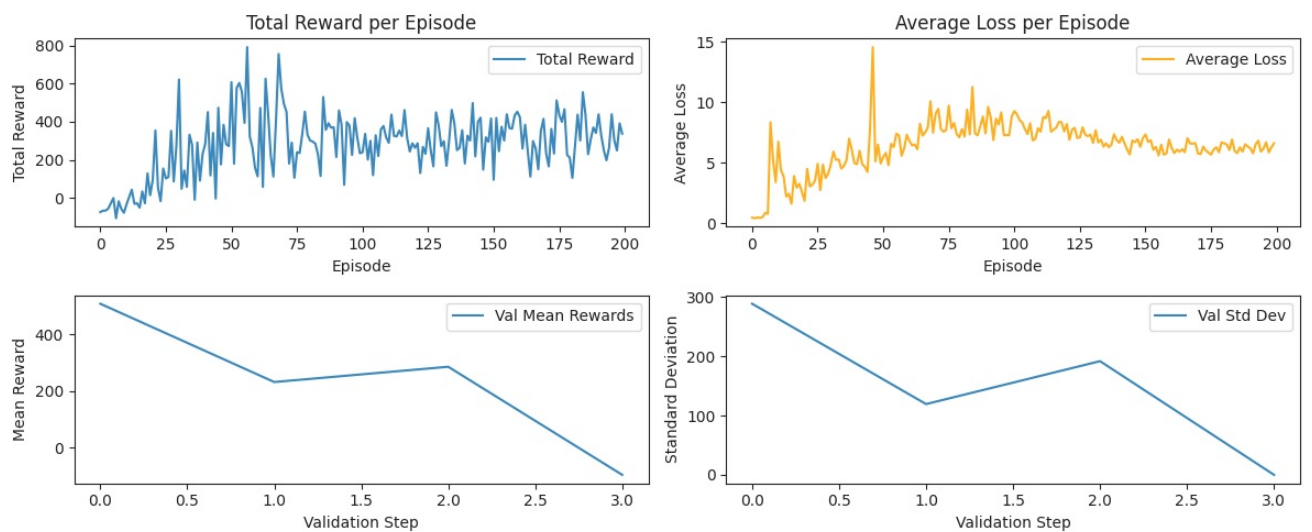 Total Reward per Episode
800
600
400
200
0
Total Reward
Total Reward
0 25 50 75 100 125 150 175 200
Episode
Average Loss per Episode
15
10
5
0
Average Loss
Average Loss
0 25 50 75 100 125 150 175 200
Episode
400
200
0
Mean Reward
Val Mean Rewards
0.0 0.5 1.0 1.5 2.0 2.5 3.0
Validation Step
300
200
100
0
Standard Deviation
Val Std Dev
0.0 0.5 1.0 1.5 2.0 2.5 3.0
Validation Step